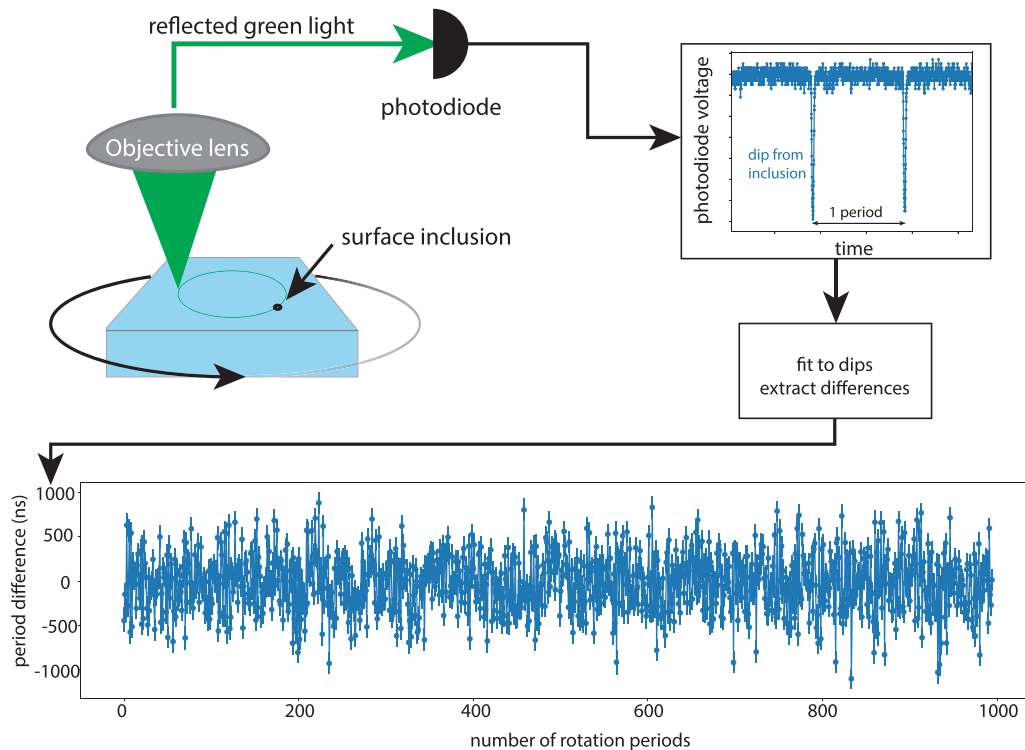 reflected green light
photodiode
Objective lens
surface inclusion
photodiode voltage
dip from
inclusion
1 period
time
fit to dips
extract differences
period difference (ns)
1000
500
0
-500
-1000
0
200
400
600
800
1000
number of rotation periods